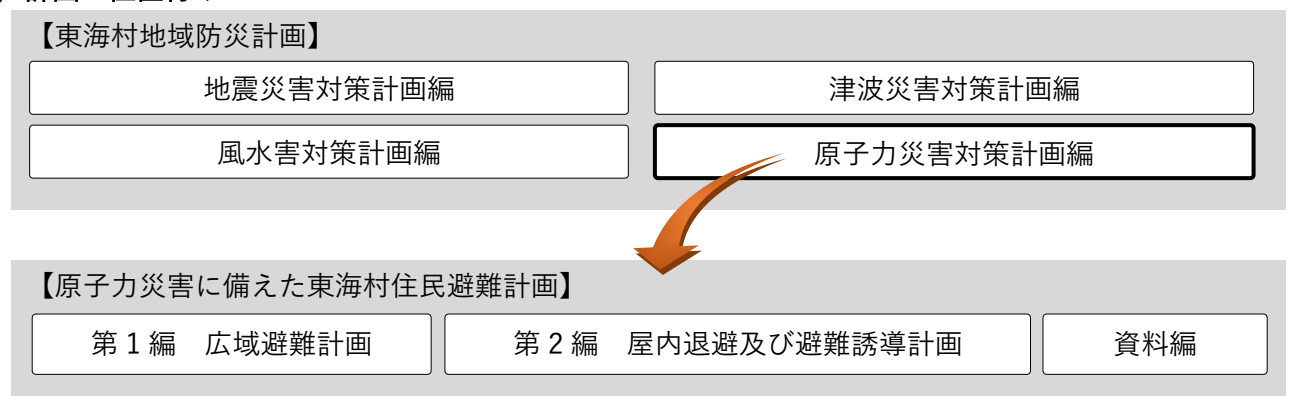 【東海村地域防災計画】
地震災害対策計画編
津波災害対策計画編
風水害対策計画編
原子力災害対策計画編
【原子力災害に備えた東海村住民避難計画】
第1編　広域避難計画
第2編　屋内退避及び避難誘導計画
資料編